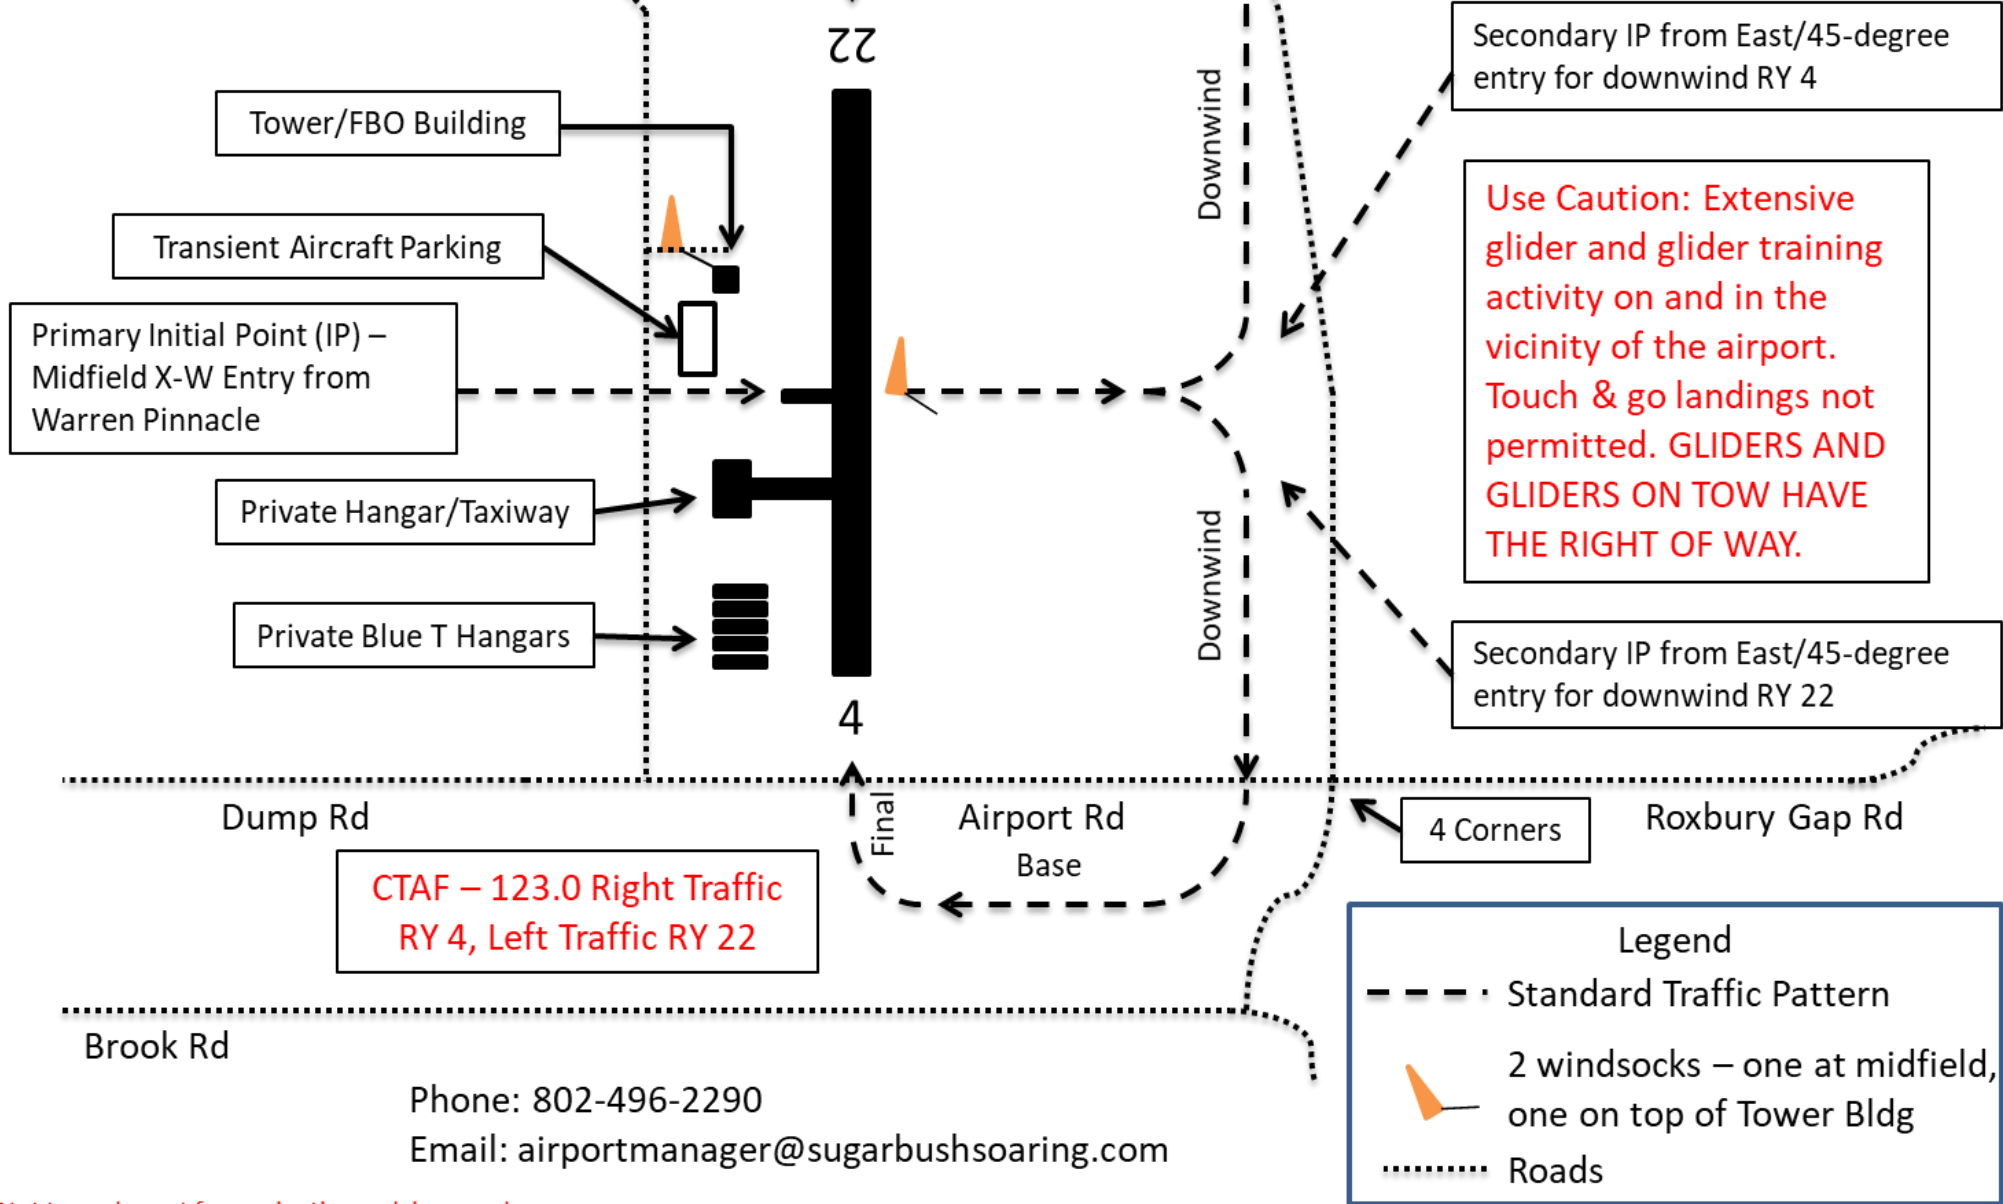 22
Secondary IP from East/45-degree
entry for downwind RY 4
Downwind
Tower/FBO Building
Use Caution: Extensive
glider and glider training
activity on and in the
vicinity of the airport.
Touch & go landings not
permitted. GLIDERS AND
GLIDERS ON TOW HAVE
THE RIGHT OF WAY.
Transient Aircraft Parking
Primary Initial Point (IP) –
Midfield X-W Entry from
Warren Pinnacle
Private Hangar/Taxiway
Downwind
Private Blue T Hangars
Secondary IP from East/45-degree
entry for downwind RY 22
4
Dump Rd
Final
Airport Rd
4 Corners
Roxbury Gap Rd
Base
CTAF – 123.0 Right Traffic
RY 4, Left Traffic RY 22
Legend
Standard Traffic Pattern
2 windsocks – one at midfield,
one on top of Tower Bldg
Roads
Brook Rd
Phone: 802-496-2290
Email: airportmanager@sugarbushsoaring.com